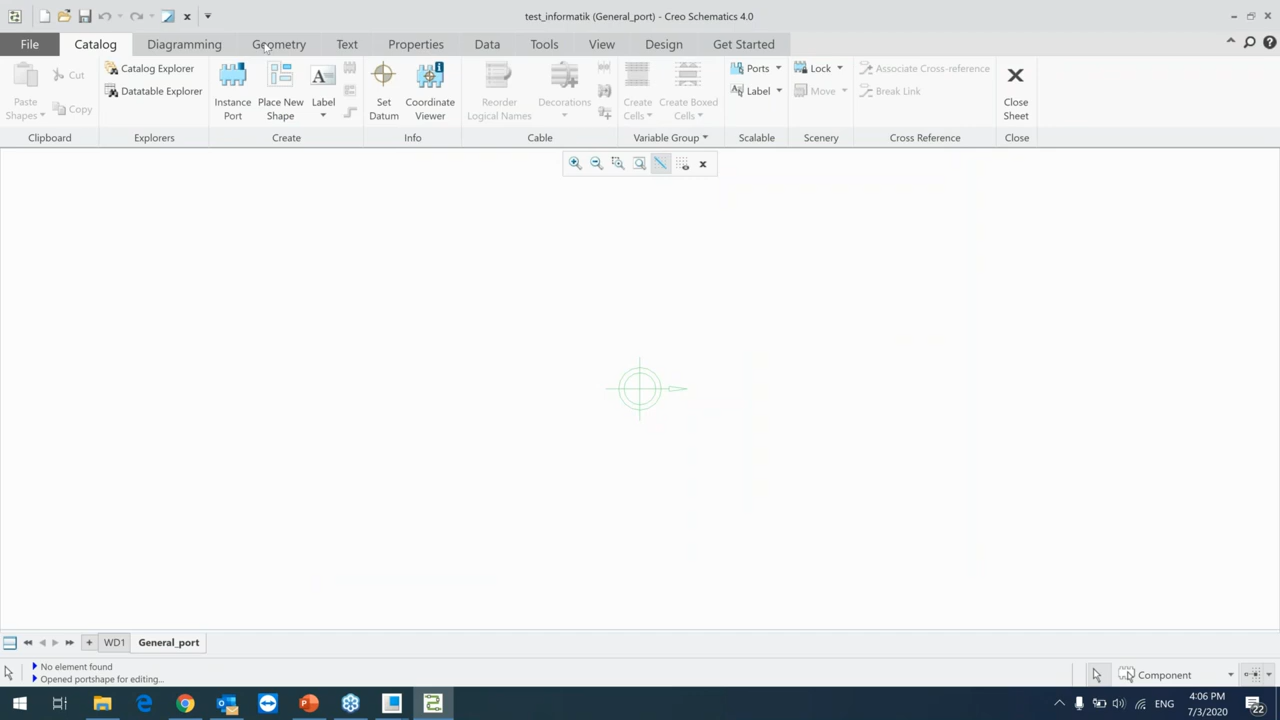 test_informatik (General_port) - Creo Schematics 4.0
File Catalog Diagramming Geometry Text Properties Data Tools View Design Get Started
Paste Shapes Cut Copy
Catalog Explorer
Datatable Explorer
Instance Port
Place New Shape
Label
Set Datum
Coordinate Viewer
Reorder Logical Names
Decorations
Create Cells
Create Boxed Cells
Ports
Label
Lock
Move
Associate Cross-reference
Break Link
Close Sheet
Clipboard Explorers Create Info Cable Variable Group Scalable Scenery Cross Reference Close
WD1 General_port
No element found
Opened portshape for editing...
Component
ENG
4:06 PM
7/3/2020
22